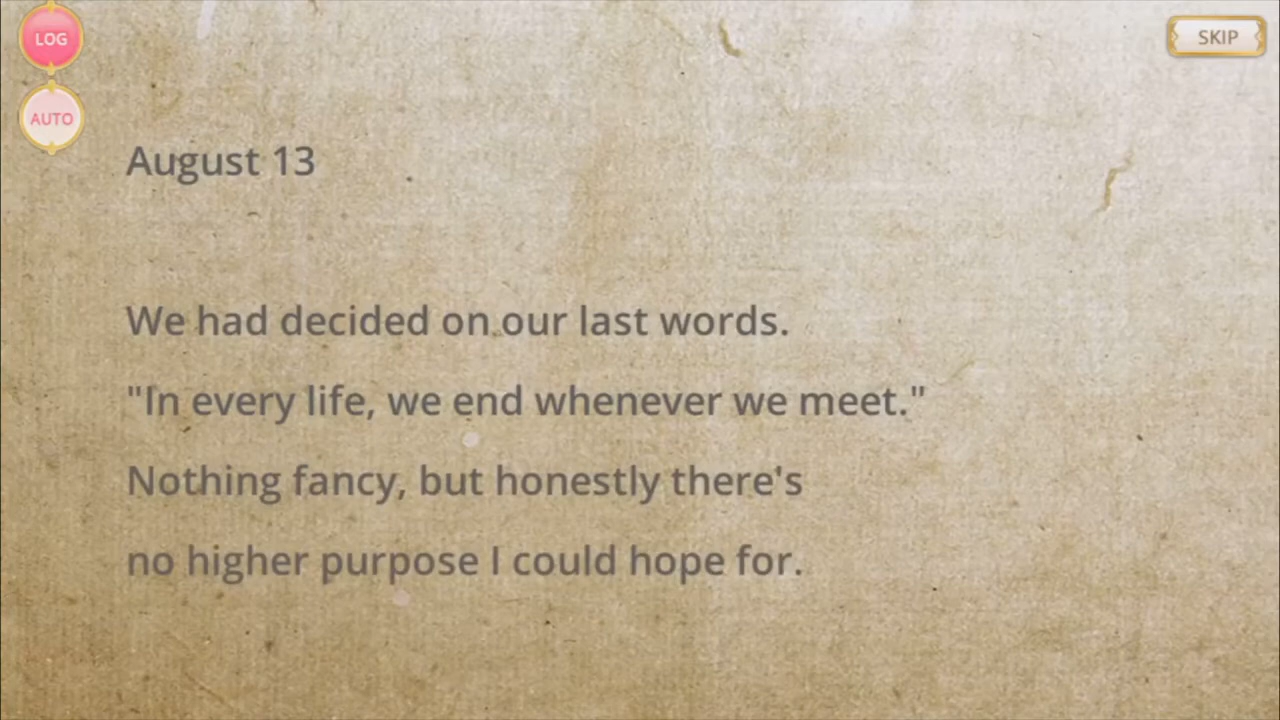 LOG
SKIP
AUTO
August 13
We had decided on our last words.
"In every life, we end whenever we meet."
Nothing fancy, but honestly there's
no higher purpose I could hope for.